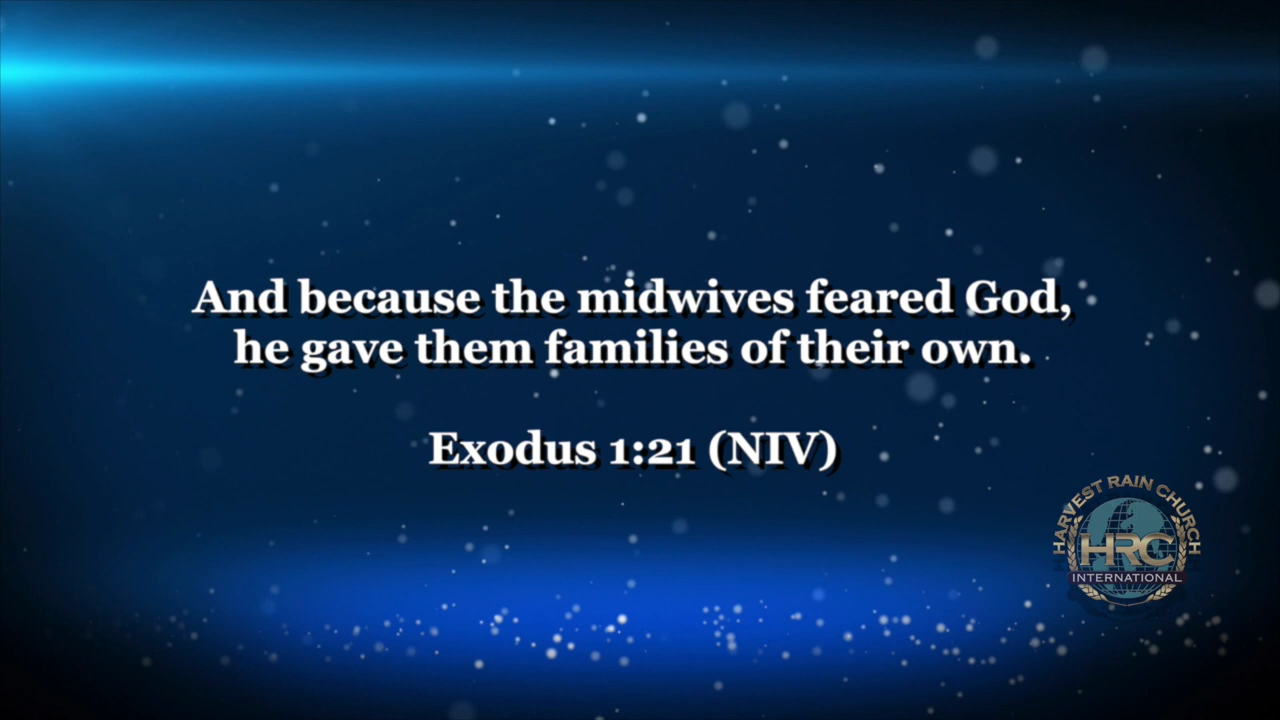 And because the midwives feared God,
he gave them families of their own.
Exodus 1:21 (NIV)
HARVEST RAIN CHURCH
HRC
INTERNATIONAL